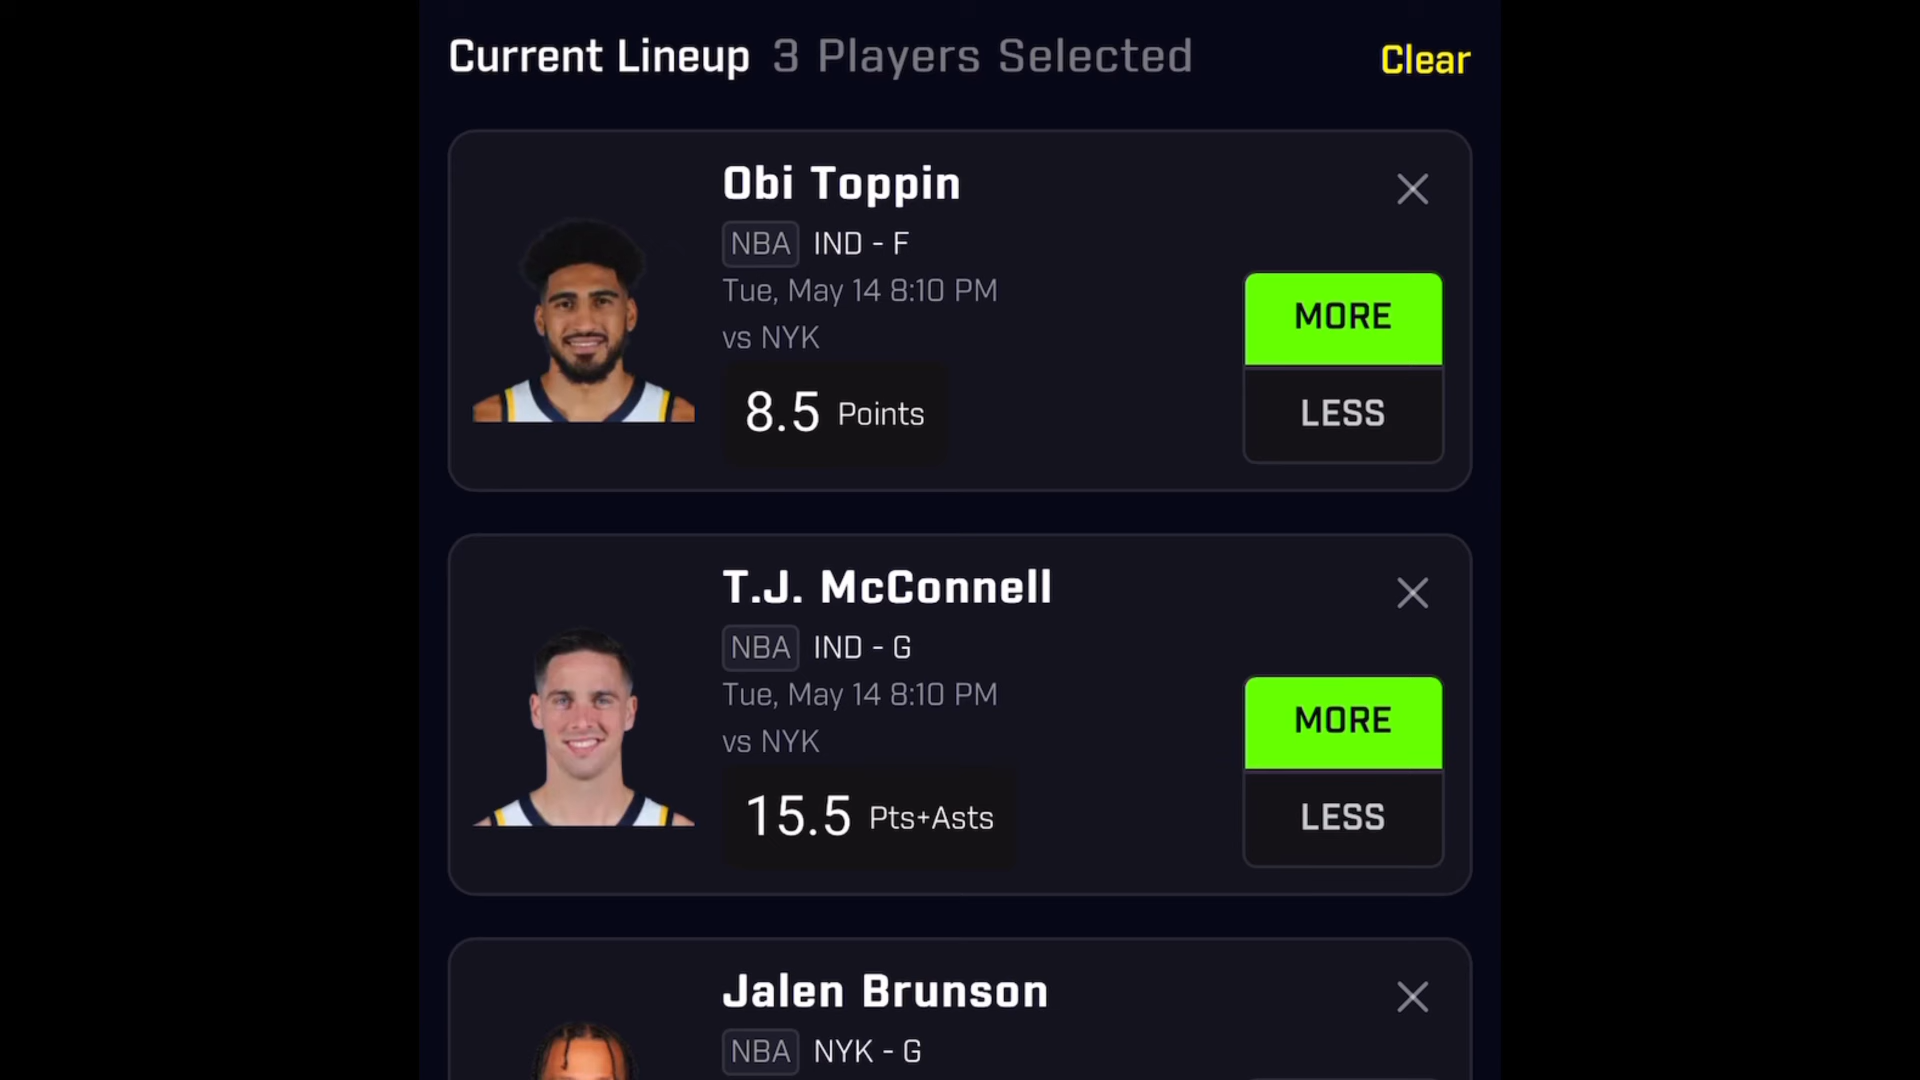 Current Lineup 3 Players Selected Clear
Obi Toppin
NBA IND - F
Tue, May 14 8:10 PM
vs NYK
8.5 Points
MORE
LESS
T.J. McConnell
NBA IND - G
Tue, May 14 8:10 PM
vs NYK
15.5 Pts+Asts
MORE
LESS
Jalen Brunson
NBA NYK - G